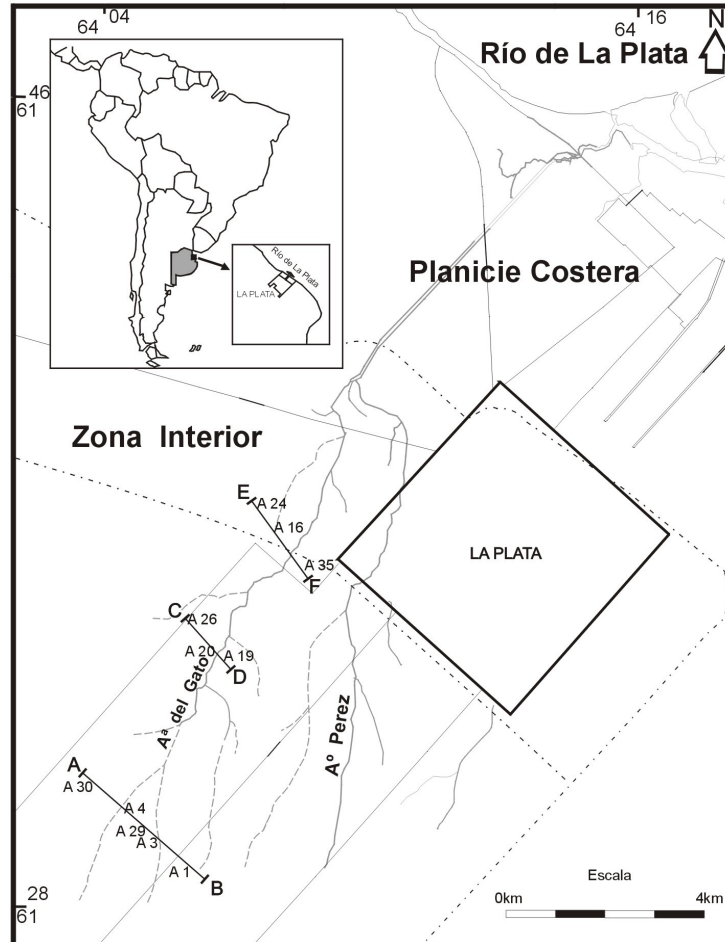 64 04
64 16
N
Río de La Plata
46
61
Río de La Plata
LA PLATA
Planicie Costera
Zona Interior
E
A 24
A 16
A 35
F
LA PLATA
C
A 26
A 20
A 19
D
Aª del Gato
Aº Perez
A
A 30
A 4
A 29
A 3
A 1
B
28
61
Escala
0km 4km